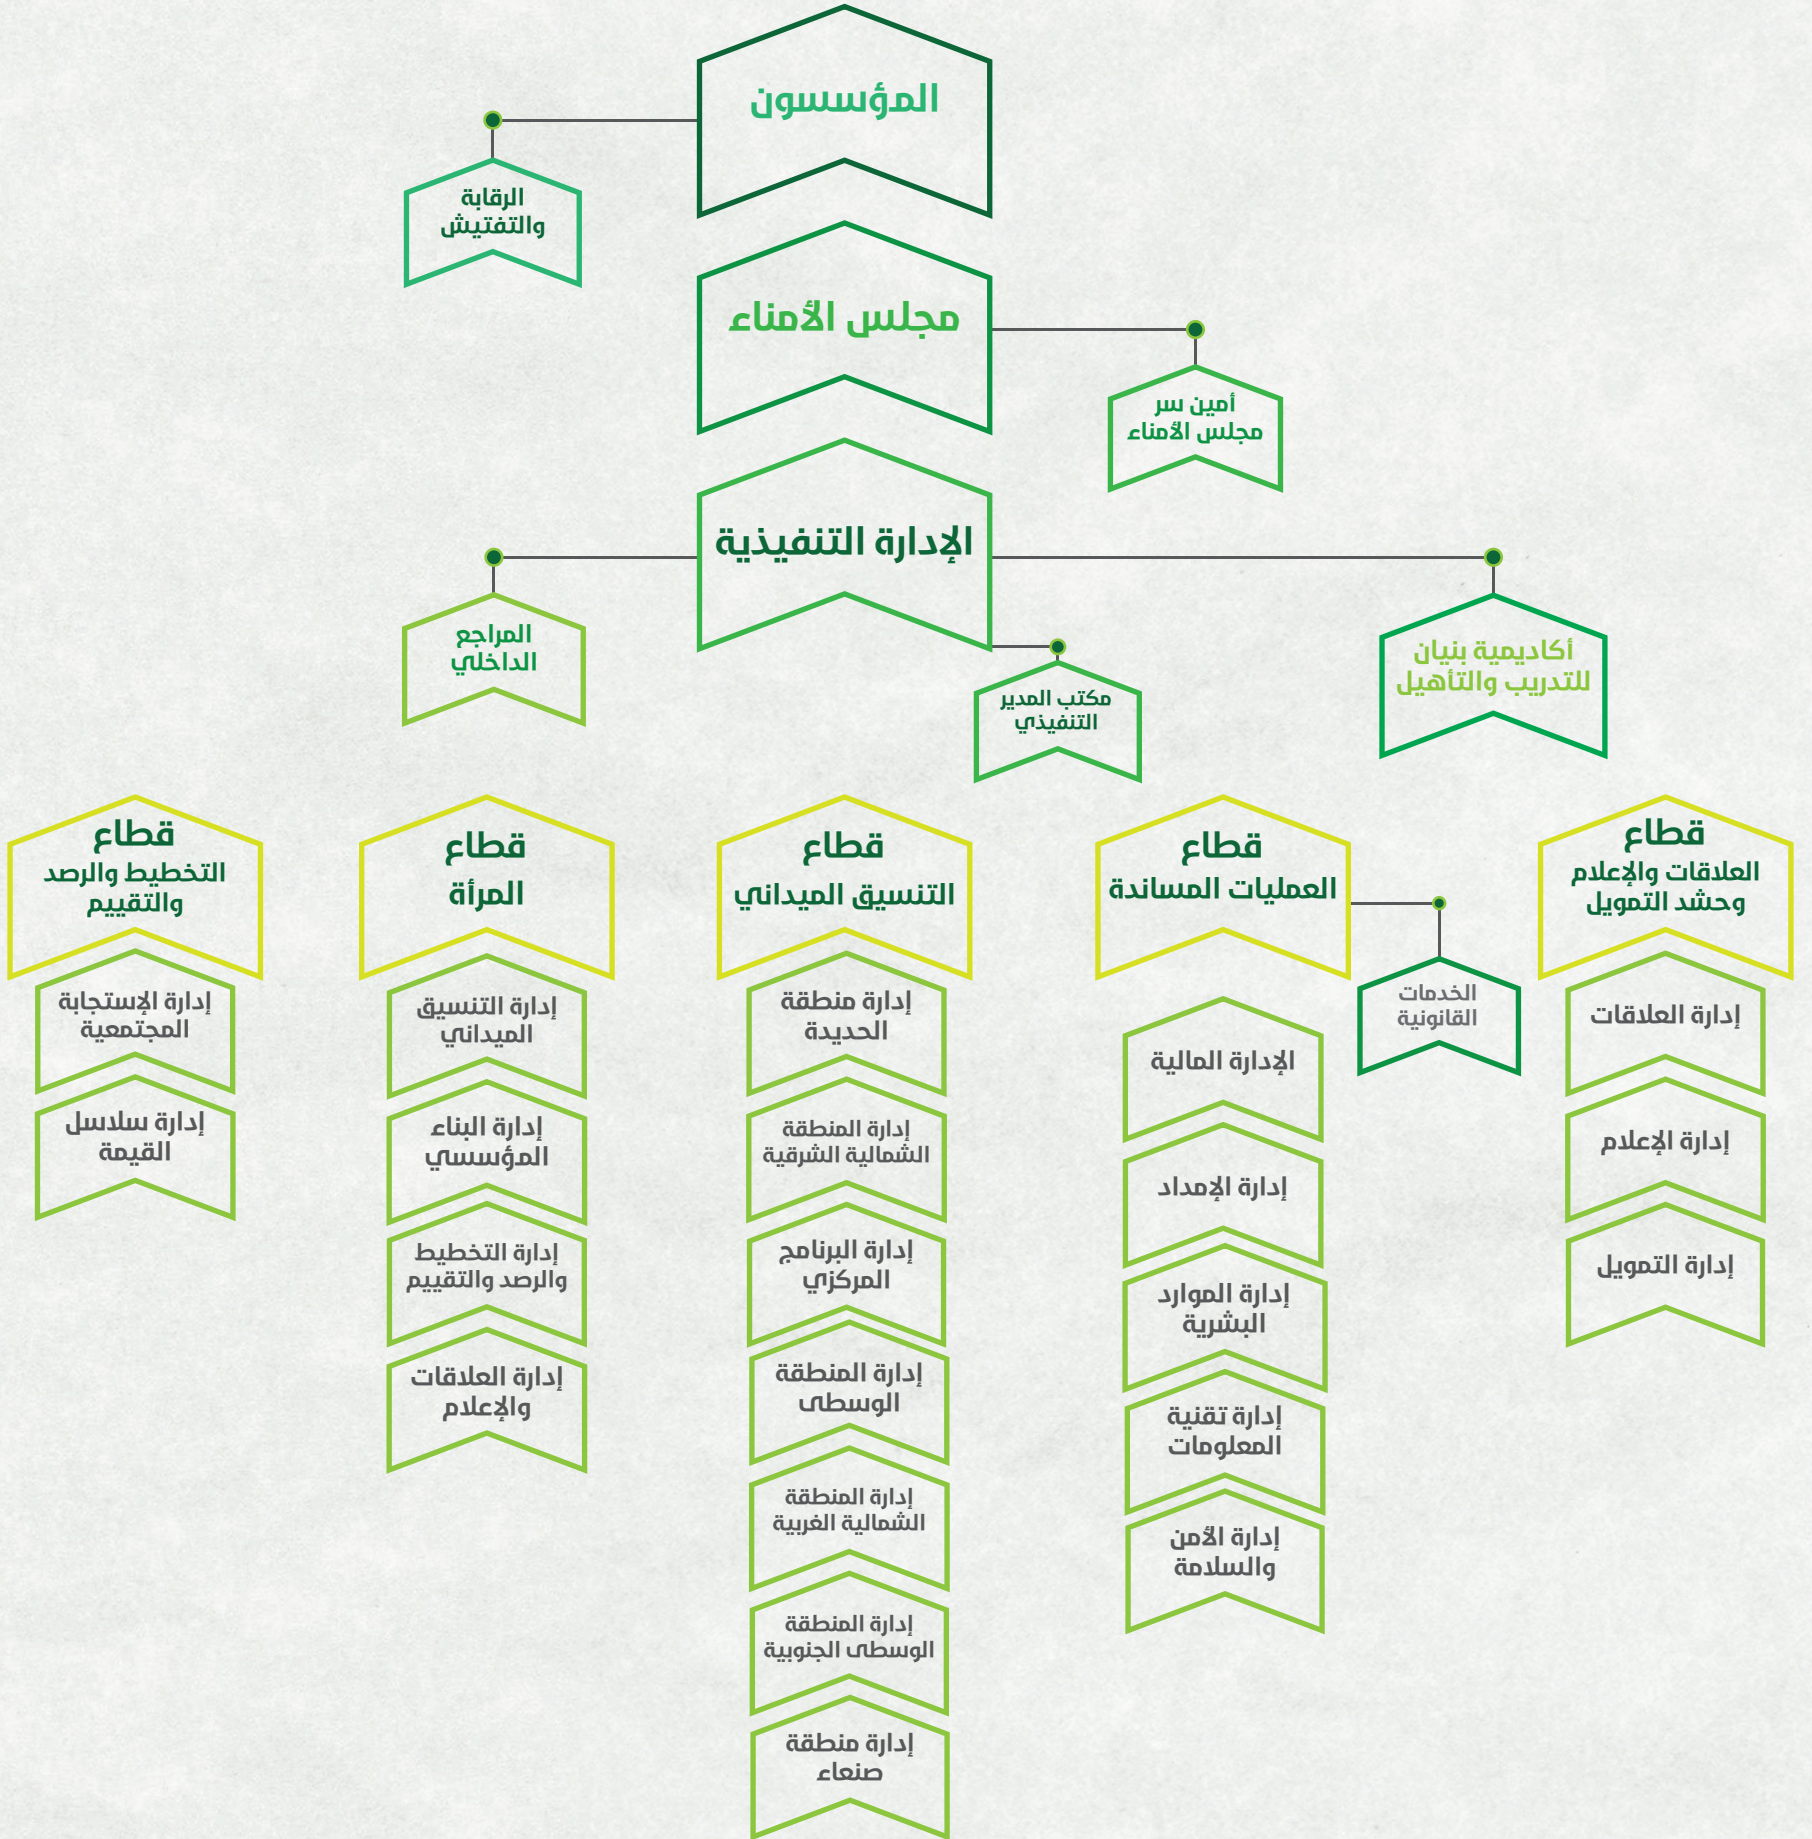 المؤسسون
الرقابة
والتفتيش
مجلس الأمناء
أمين سر
مجلس الأمناء
الإدارة التنفيذية
المراجع
الداخلي
مكتب المدير
التنفيذي
أكاديمية بنيان
للتدريب والتأهيل
قطاع
العلاقات والإعلام
وحشد التمويل
إدارة العلاقات
إدارة الإعلام
إدارة التمويل
قطاع
العمليات المساندة
الخدمات
القانونية
الإدارة المالية
إدارة الإمداد
إدارة الموارد
البشرية
إدارة تقنية
المعلومات
إدارة الأمن
والسلامة
قطاع
التنسيق الميداني
إدارة منطقة
الحديدة
إدارة المنطقة
الشمالية الشرقية
إدارة البرنامج
المركزي
إدارة المنطقة
الوسطى
إدارة المنطقة
الشمالية الغربية
إدارة المنطقة
الوسطى الجنوبية
إدارة منطقة
صنعاء
قطاع
المرأة
إدارة التنسيق
الميداني
إدارة البناء
المؤسسي
إدارة التخطيط
والرصد والتقييم
إدارة العلاقات
والإعلام
قطاع
التخطيط والرصد
والتقييم
إدارة الإستجابة
المجتمعية
إدارة سلاسل
القيمة